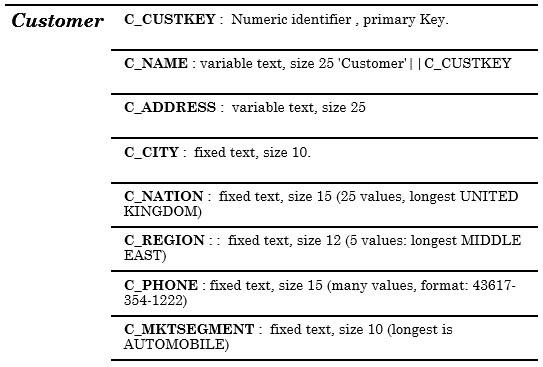 Customer C_CUSTKEY : Numeric identifier , primary Key.
C_NAME : variable text, size 25 'Customer'||C_CUSTKEY
C_ADDRESS : variable text, size 25
C_CITY : fixed text, size 10.
C_NATION : fixed text, size 15 (25 values, longest UNITED
KINGDOM)
C_REGION : : fixed text, size 12 (5 values: longest MIDDLE
EAST)
C_PHONE : fixed text, size 15 (many values, format: 43617-
354-1222)
C_MKTSEGMENT : fixed text, size 10 (longest is
AUTOMOBILE)